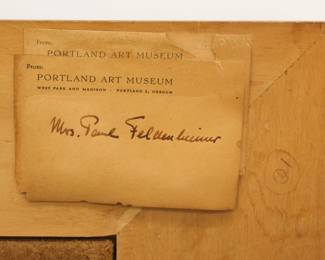 From:
PORTLAND ART MUSEUM
From:
PORTLAND ART MUSEUM
WEST PARK AND MADISON - PORTLAND 5, OREGON
Mrs. Paul Feldenheimer